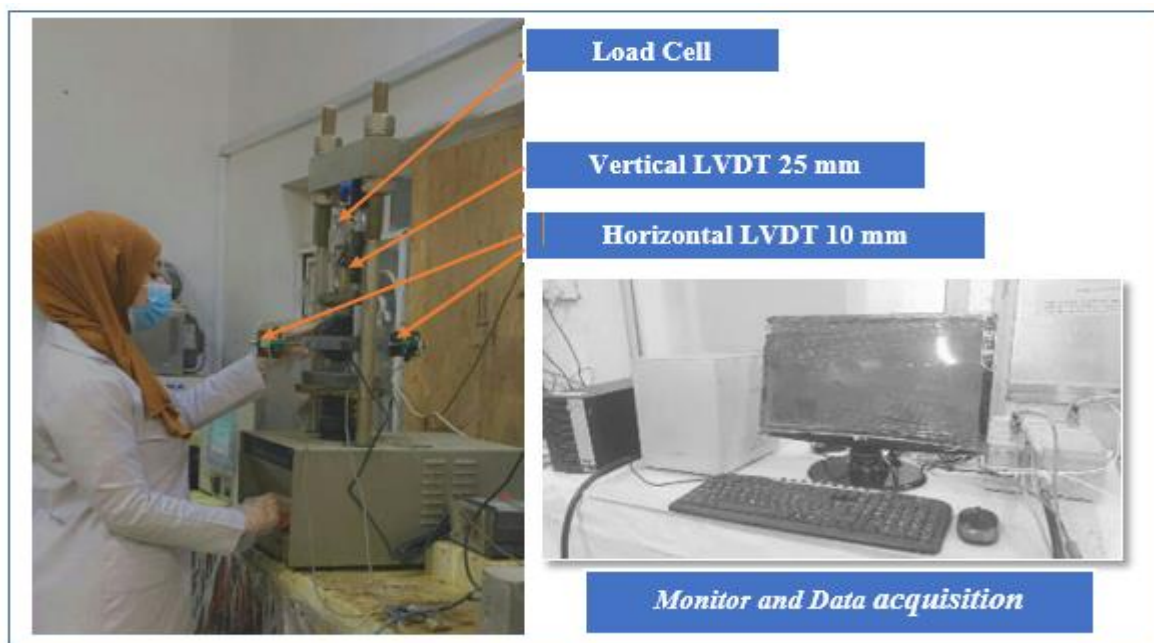 Load Cell
Vertical LVDT 25 mm
Horizontal LVDT 10 mm
Monitor and Data acquisition